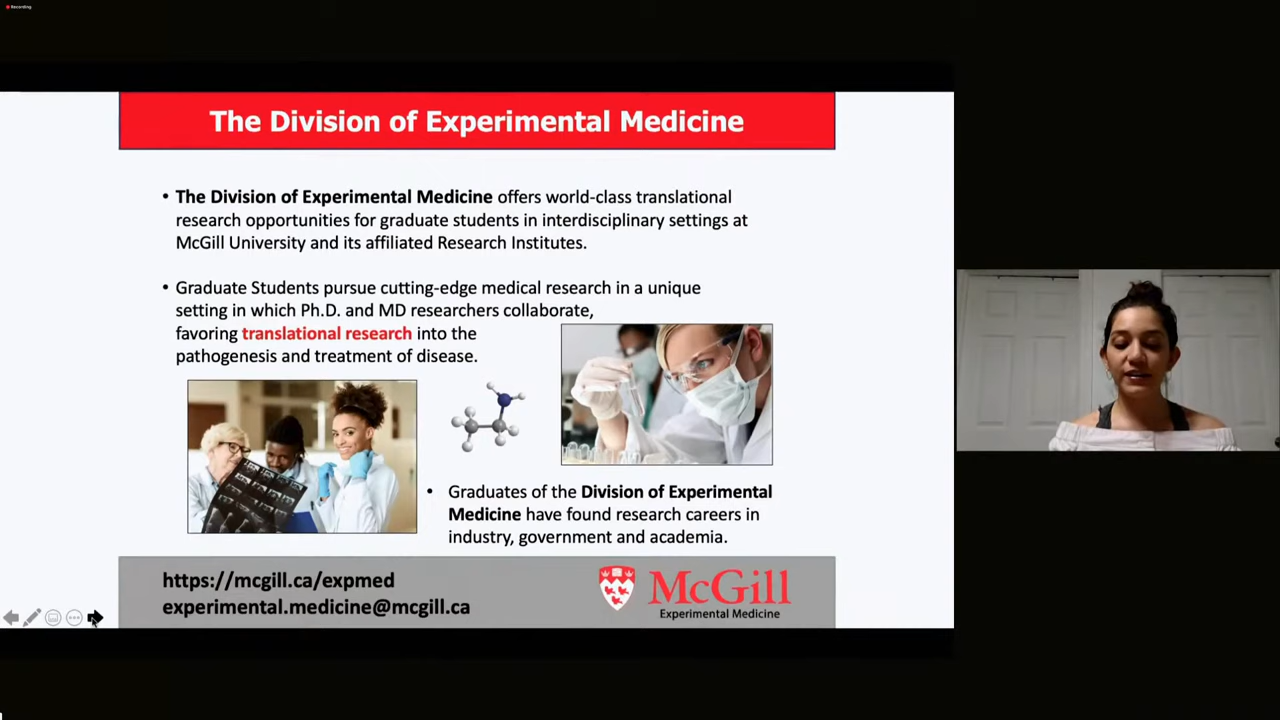 Recording
The Division of Experimental Medicine
• The Division of Experimental Medicine offers world-class translational
research opportunities for graduate students in interdisciplinary settings at
McGill University and its affiliated Research Institutes.
• Graduate Students pursue cutting-edge medical research in a unique
setting in which Ph.D. and MD researchers collaborate,
favoring translational research into the
pathogenesis and treatment of disease.
• Graduates of the Division of Experimental
Medicine have found research careers in
industry, government and academia.
https://mcgill.ca/expmed
experimental.medicine@mcgill.ca
McGill
Experimental Medicine